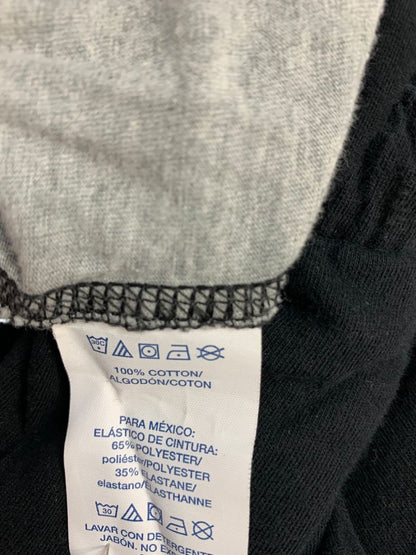 100% COTTON/
ALGODÓN/COTON
PARA MÉXICO:
ELÁSTICO DE CINTURA:
65% POLYESTER/
poliéster/POLYESTER
35% ELASTANE/
elastano/ELASTHANNE
30
LAVAR CON DETERGENTE
JABÓN. NO EX